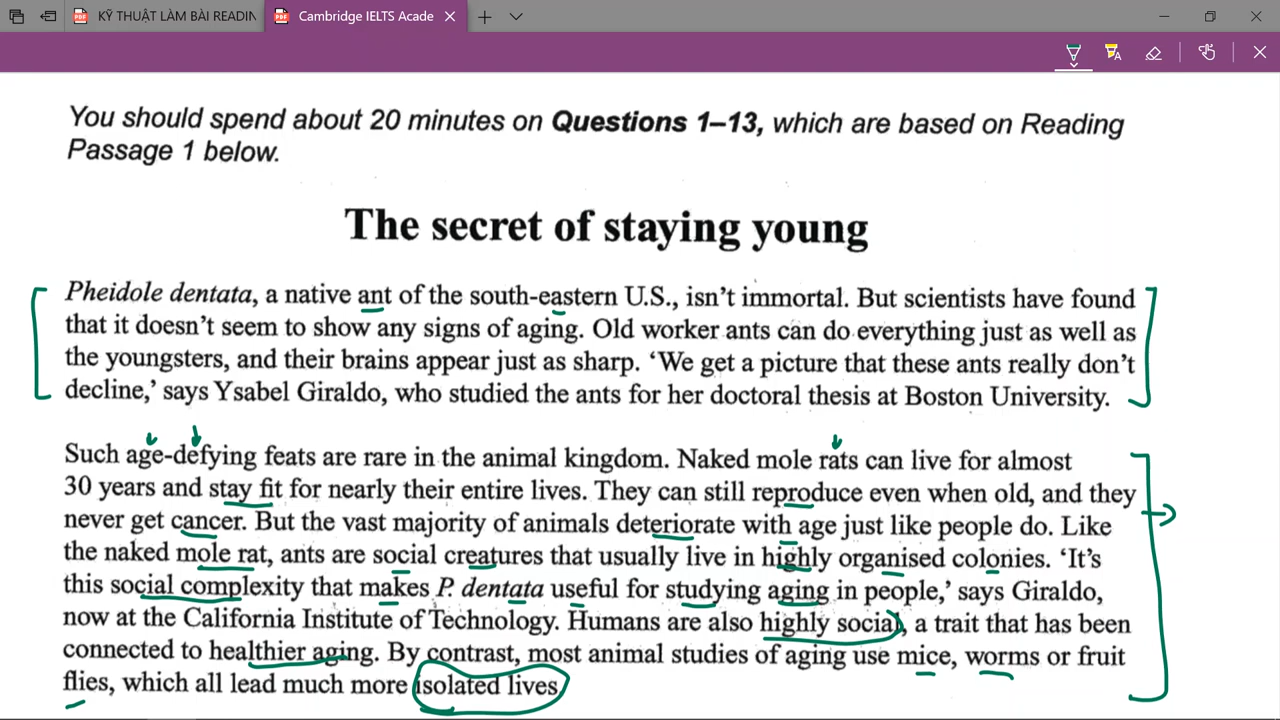 KỸ THUẬT LÀM BÀI READIN
Cambridge IELTS Acade
You should spend about 20 minutes on Questions 1–13, which are based on Reading
Passage 1 below.
The secret of staying young
Pheidole dentata, a native ant of the south-eastern U.S., isn't immortal. But scientists have found
that it doesn't seem to show any signs of aging. Old worker ants can do everything just as well as
the youngsters, and their brains appear just as sharp. ‘We get a picture that these ants really don't
decline,’ says Ysabel Giraldo, who studied the ants for her doctoral thesis at Boston University.
Such age-defying feats are rare in the animal kingdom. Naked mole rats can live for almost
30 years and stay fit for nearly their entire lives. They can still reproduce even when old, and they
never get cancer. But the vast majority of animals deteriorate with age just like people do. Like
the naked mole rat, ants are social creatures that usually live in highly organised colonies. ‘It's
this social complexity that makes P. dentata useful for studying aging in people,’ says Giraldo,
now at the California Institute of Technology. Humans are also highly social, a trait that has been
connected to healthier aging. By contrast, most animal studies of aging use mice, worms or fruit
flies, which all lead much more isolated lives